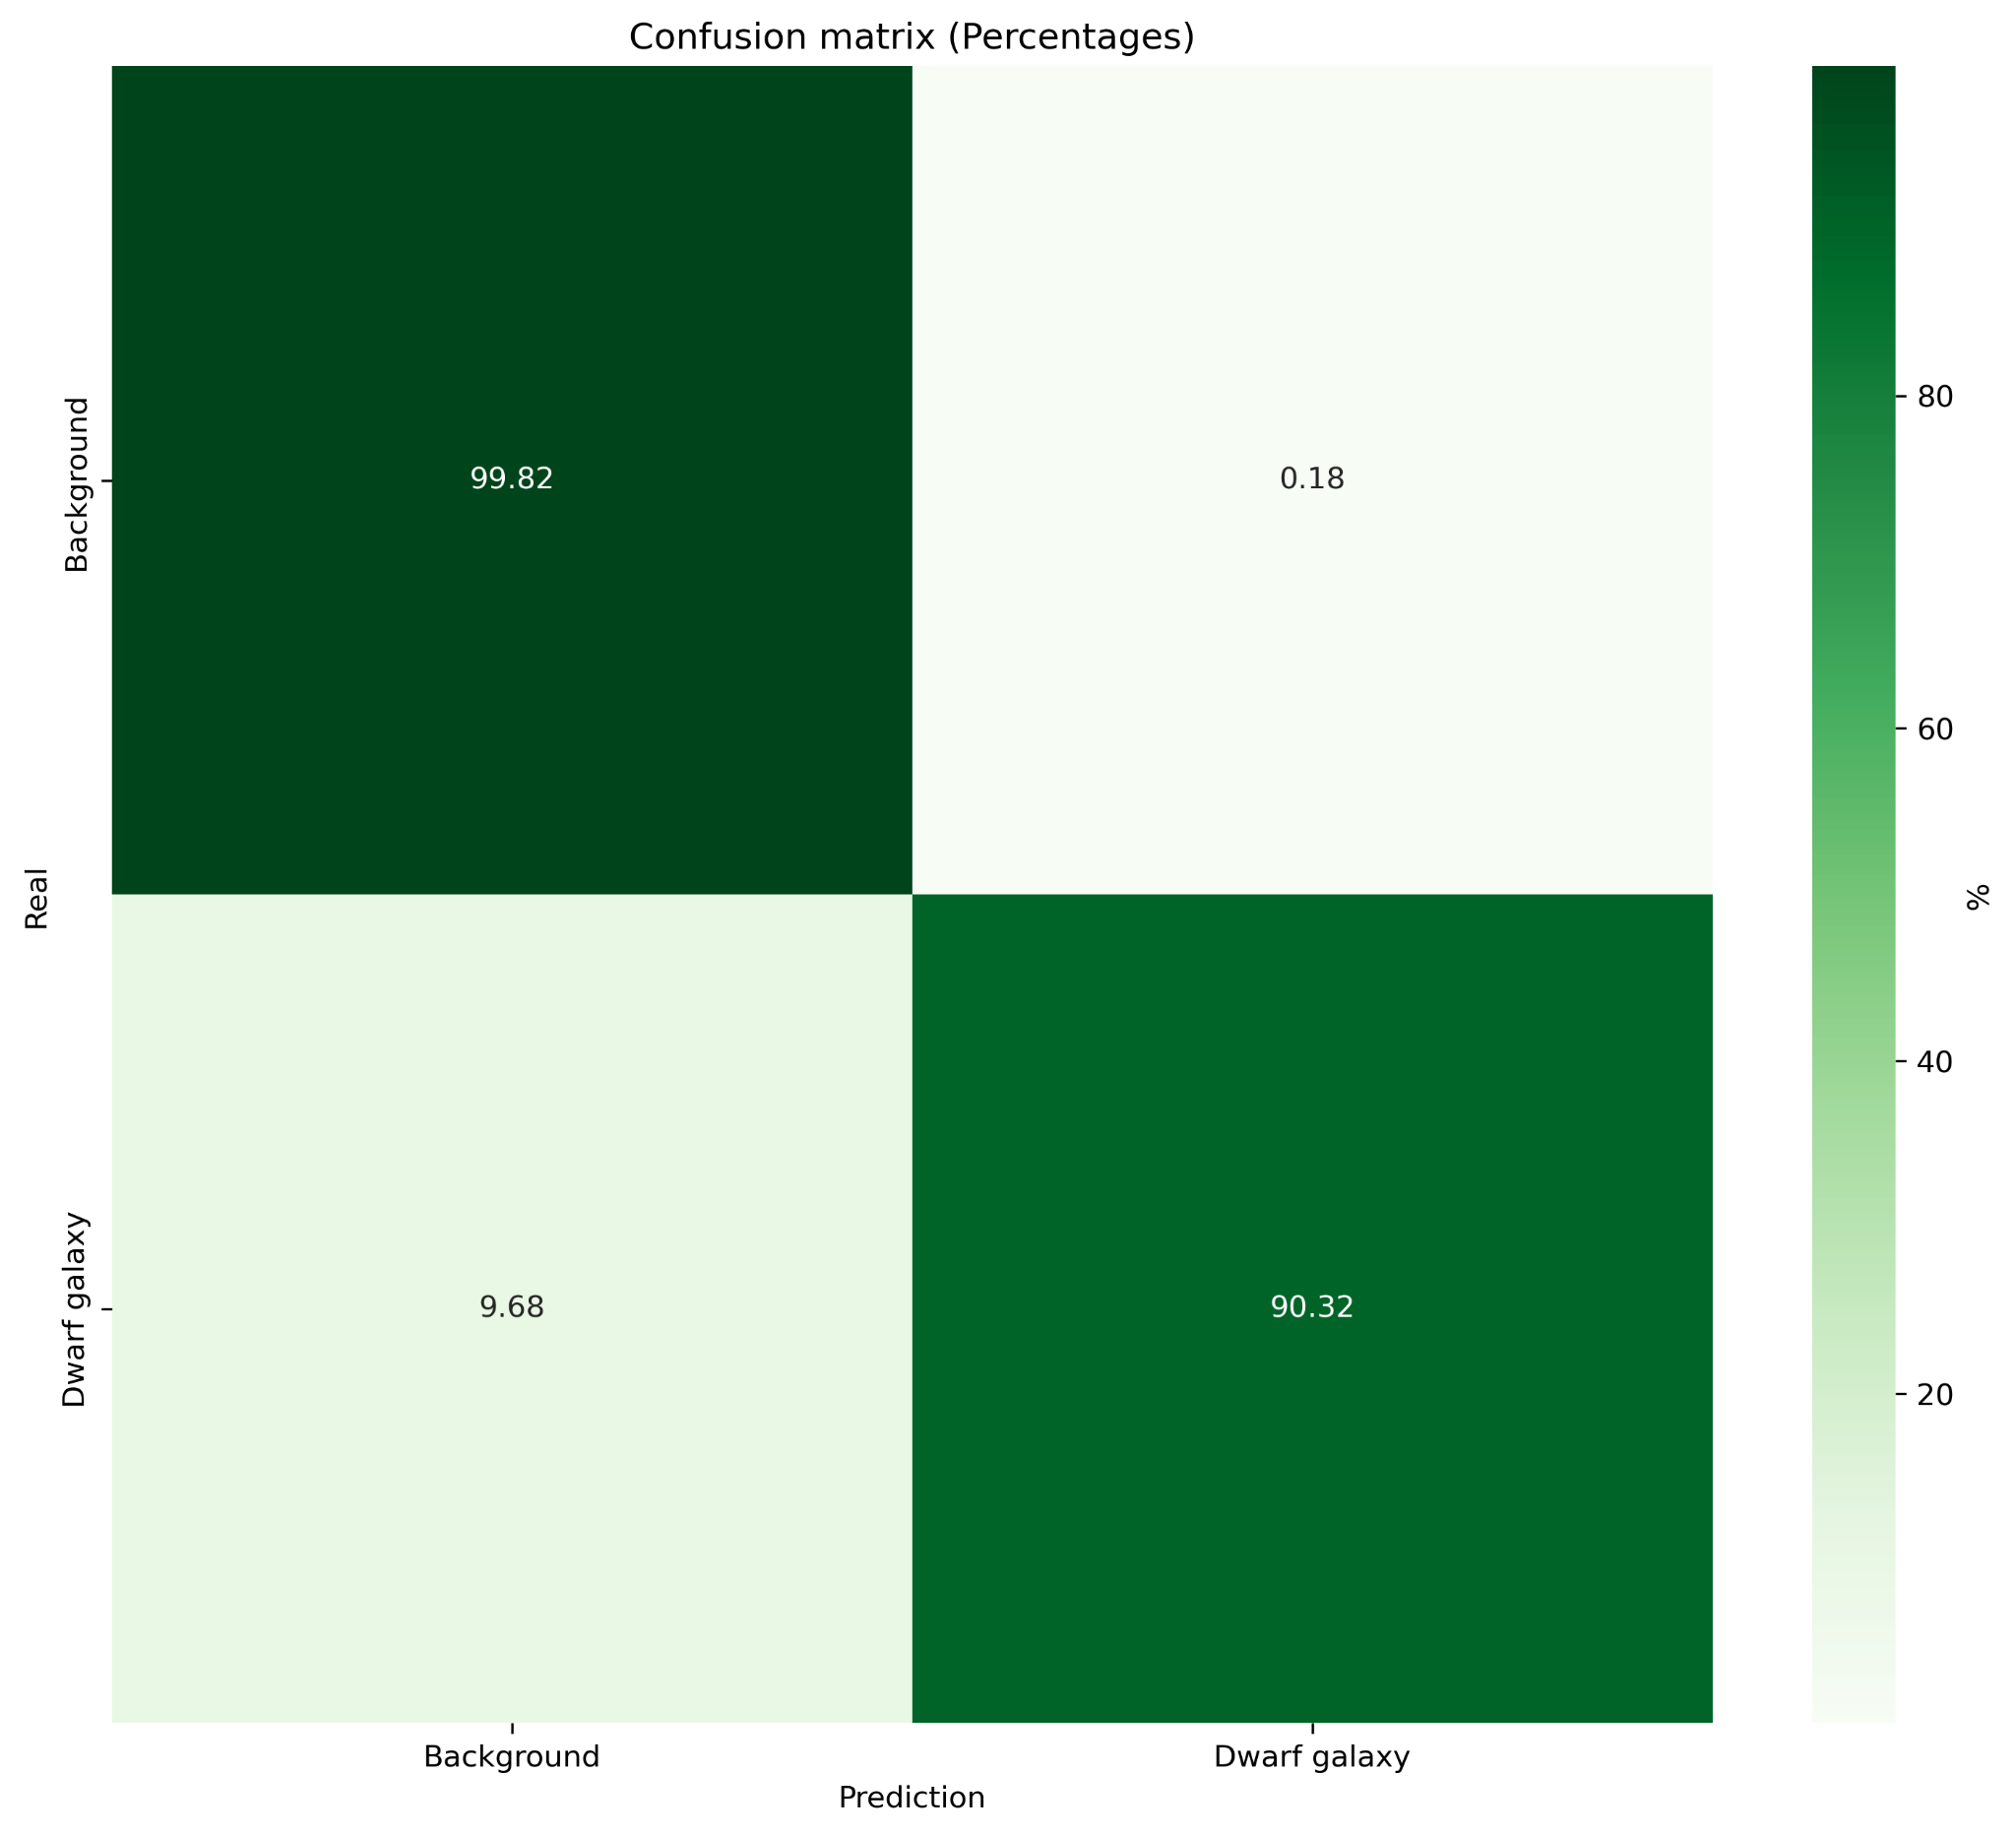 Confusion matrix (Percentages)
Real
Background
99.82
0.18
Dwarf galaxy
9.68
90.32
Background
Dwarf galaxy
Prediction
80
60
40
20
%